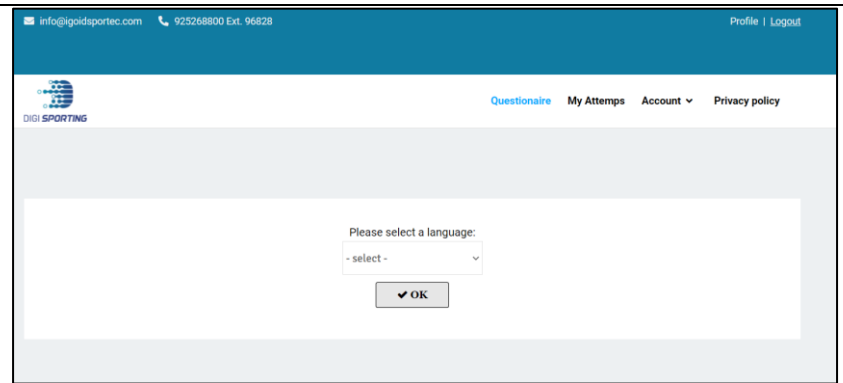 info@igoidsportec.com 925268800 Ext. 96828 Profile | Logout
DIGI SPORTING
Questionaire My Attemps Account Privacy policy
Please select a language:
- select -
✔ OK